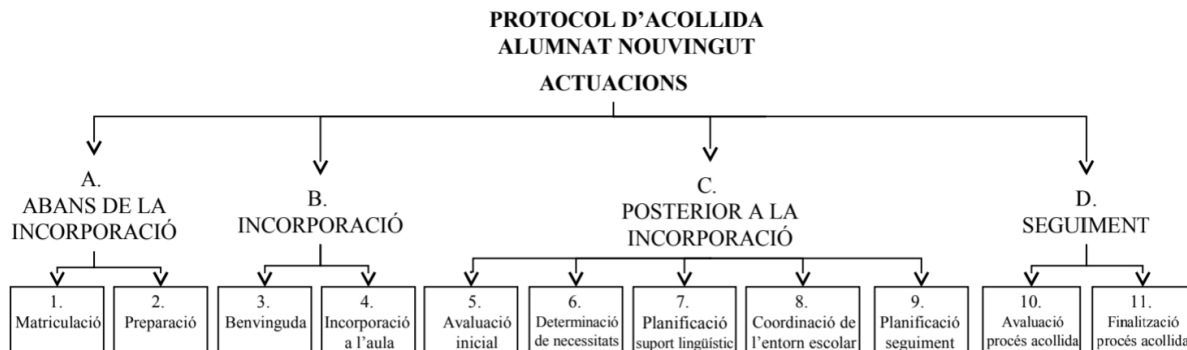 PROTOCOL D’ACOLLIDA
ALUMNAT NOUVINGUT
ACTUACIONS
A.
ABANS DE LA
INCORPORACIÓ
B.
INCORPORACIÓ
C.
POSTERIOR A LA
INCORPORACIÓ
D.
SEGUIMENT
1.
Matriculació
2.
Preparació
3.
Benvinguda
4.
Incorporació
a l’aula
5.
Avaluació
inicial
6.
Determinació
de necessitats
7.
Planificació
suport lingüístic
8.
Coordinació de
l’entorn escolar
9.
Planificació
seguiment
10.
Avaluació
procés acollida
11.
Finalització
procés acollida